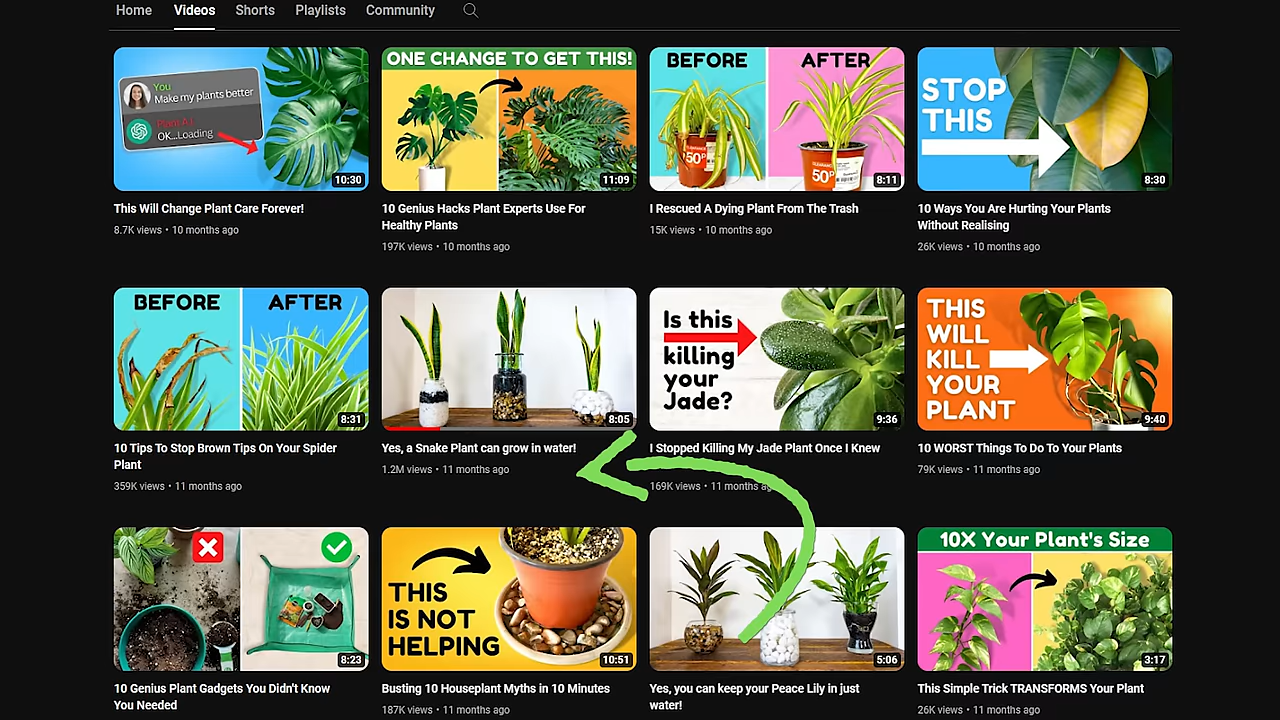 Home Videos Shorts Playlists Community
You
Make my plants better
Plant A.I
OK...Loading
10:30
ONE CHANGE TO GET THIS!
11:09
BEFORE AFTER
50P
50P
8:11
STOP
THIS
8:30
This Will Change Plant Care Forever!
8.7K views • 10 months ago
10 Genius Hacks Plant Experts Use For
Healthy Plants
197K views • 10 months ago
I Rescued A Dying Plant From The Trash
15K views • 10 months ago
10 Ways You Are Hurting Your Plants
Without Realising
26K views • 10 months ago
BEFORE AFTER
8:31
8:05
Is this
killing
your
Jade?
9:36
THIS
WILL
KILL
YOUR
PLANT
9:40
10 Tips To Stop Brown Tips On Your Spider
Plant
359K views • 11 months ago
Yes, a Snake Plant can grow in water!
1.2M views • 11 months ago
I Stopped Killing My Jade Plant Once I Knew
169K views • 11 months ago
10 WORST Things To Do To Your Plants
79K views • 11 months ago
8:23
THIS
IS NOT
HELPING
10:51
5:06
10X Your Plant's Size
3:17
10 Genius Plant Gadgets You Didn't Know
You Needed
Busting 10 Houseplant Myths in 10 Minutes
187K views • 11 months ago
Yes, you can keep your Peace Lily in just
water!
This Simple Trick TRANSFORMS Your Plant
26K views • 11 months ago